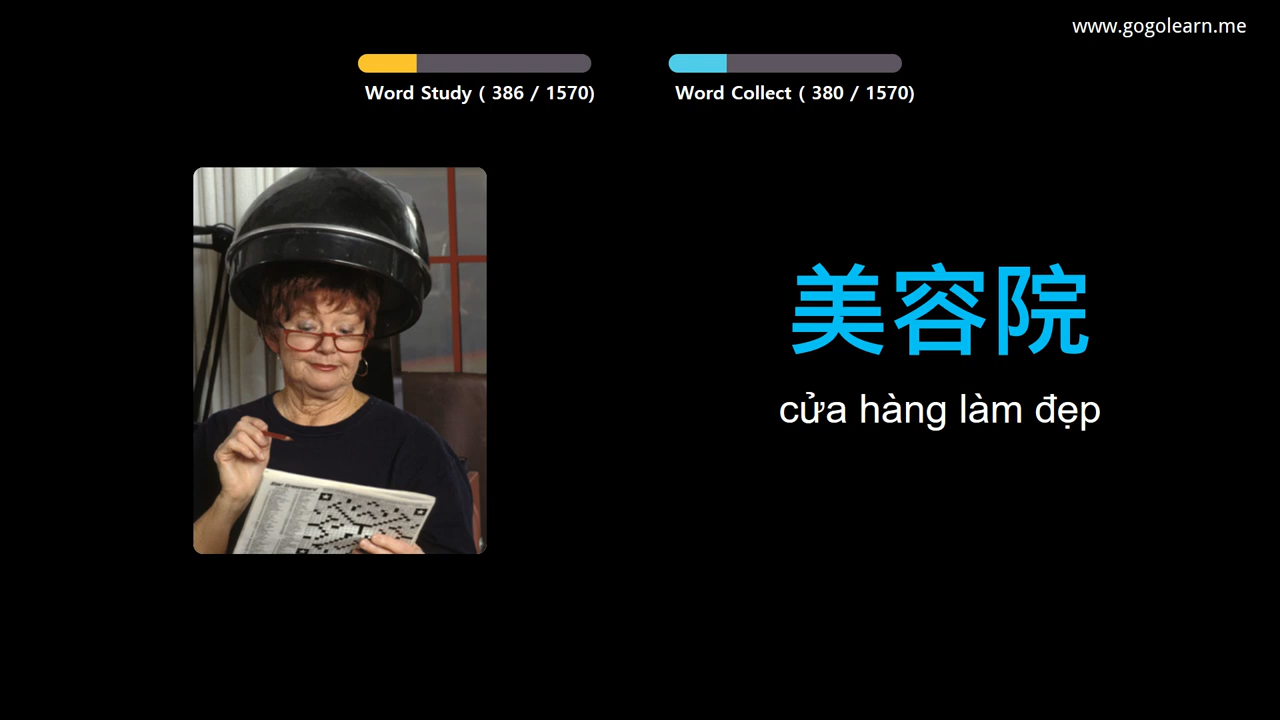 www.gogolearn.me
Word Study ( 386 / 1570)
Word Collect ( 380 / 1570)
美容院
cửa hàng làm đẹp